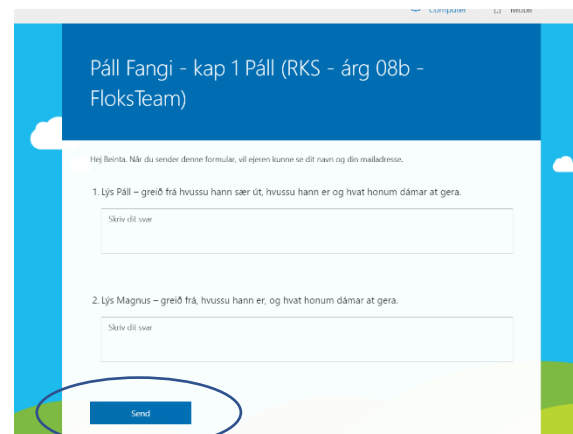 Computer Mobil
Páll Fangi - kap 1 Páll (RKS - árg 08b -
FloksTeam)
Hej Beinta. Når du sender denne formular, vil ejeren kunne se dit navn og din mailadresse.
1. Lýs Páll – greið frá hvussu hann sær út, hvussu hann er og hvat honum dámar at gera.
Skriv dit svar
2. Lýs Magnus – greið frá, hvussu hann er, og hvat honum dámar at gera.
Skriv dit svar
Send